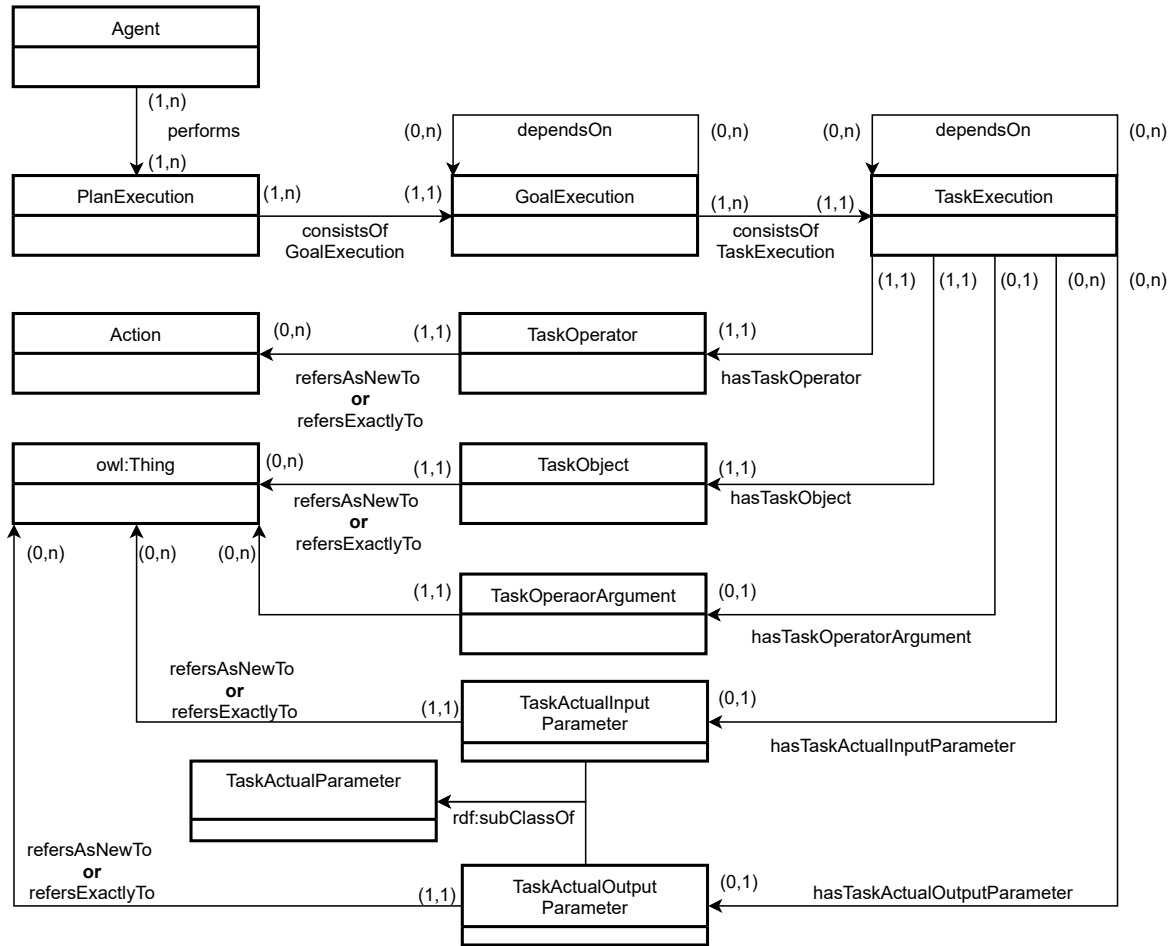 Agent
(1,n)
performs
(1,n)
(0,n)
dependsOn
(0,n)
(0,n)
dependsOn
(0,n)
PlanExecution
(1,n)
(1,1)
GoalExecution
(1,n)
(1,1)
TaskExecution
consistsOf
GoalExecution
consistsOf
TaskExecution
(1,1)
(1,1)
(0,1)
(0,n)
(0,n)
Action
(0,n)
(1,1)
TaskOperator
(1,1)
refersAsNewTo
or
refersExactlyTo
hasTaskOperator
owl:Thing
(0,n)
(1,1)
TaskObject
(1,1)
refersAsNewTo
or
refersExactlyTo
hasTaskObject
(0,n)
(0,n)
(0,n)
(1,1)
TaskOperaorArgument
(0,1)
hasTaskOperatorArgument
refersAsNewTo
or
refersExactlyTo
(1,1)
TaskActualInput
Parameter
(0,1)
hasTaskActualInputParameter
TaskActualParameter
rdf:subClassOf
refersAsNewTo
or
refersExactlyTo
(1,1)
TaskActualOutput
Parameter
(0,1)
hasTaskActualOutputParameter